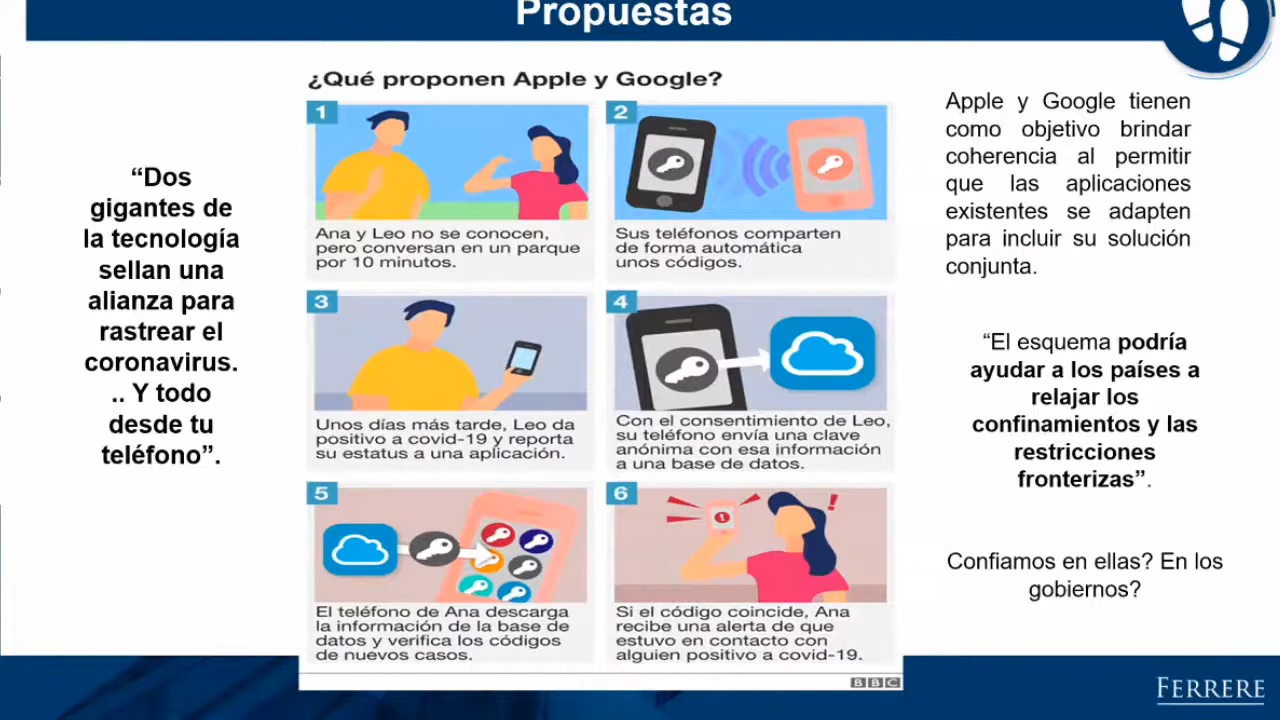 Propuestas
“Dos
gigantes de
la tecnología
sellan una
alianza para
rastrear el
coronavirus.
.. Y todo
desde tu
teléfono”.
¿Qué proponen Apple y Google?
1
Ana y Leo no se conocen,
pero conversan en un parque
por 10 minutos.
2
Sus teléfonos comparten
de forma automática
unos códigos.
3
Unos días más tarde, Leo da
positivo a covid-19 y reporta
su estatus a una aplicación.
4
Con el consentimiento de Leo,
su teléfono envía una clave
anónima con esa información
a una base de datos.
5
El teléfono de Ana descarga
la información de la base de
datos y verifica los códigos
de nuevos casos.
6
Si el código coincide, Ana
recibe una alerta de que
estuvo en contacto con
alguien positivo a covid-19.
BBC
Apple y Google tienen
como objetivo brindar
coherencia al permitir
que las aplicaciones
existentes se adapten
para incluir su solución
conjunta.
“El esquema podría
ayudar a los países a
relajar los
confinamientos y las
restricciones
fronterizas”.
Confiamos en ellas? En los
gobiernos?
FERRERE